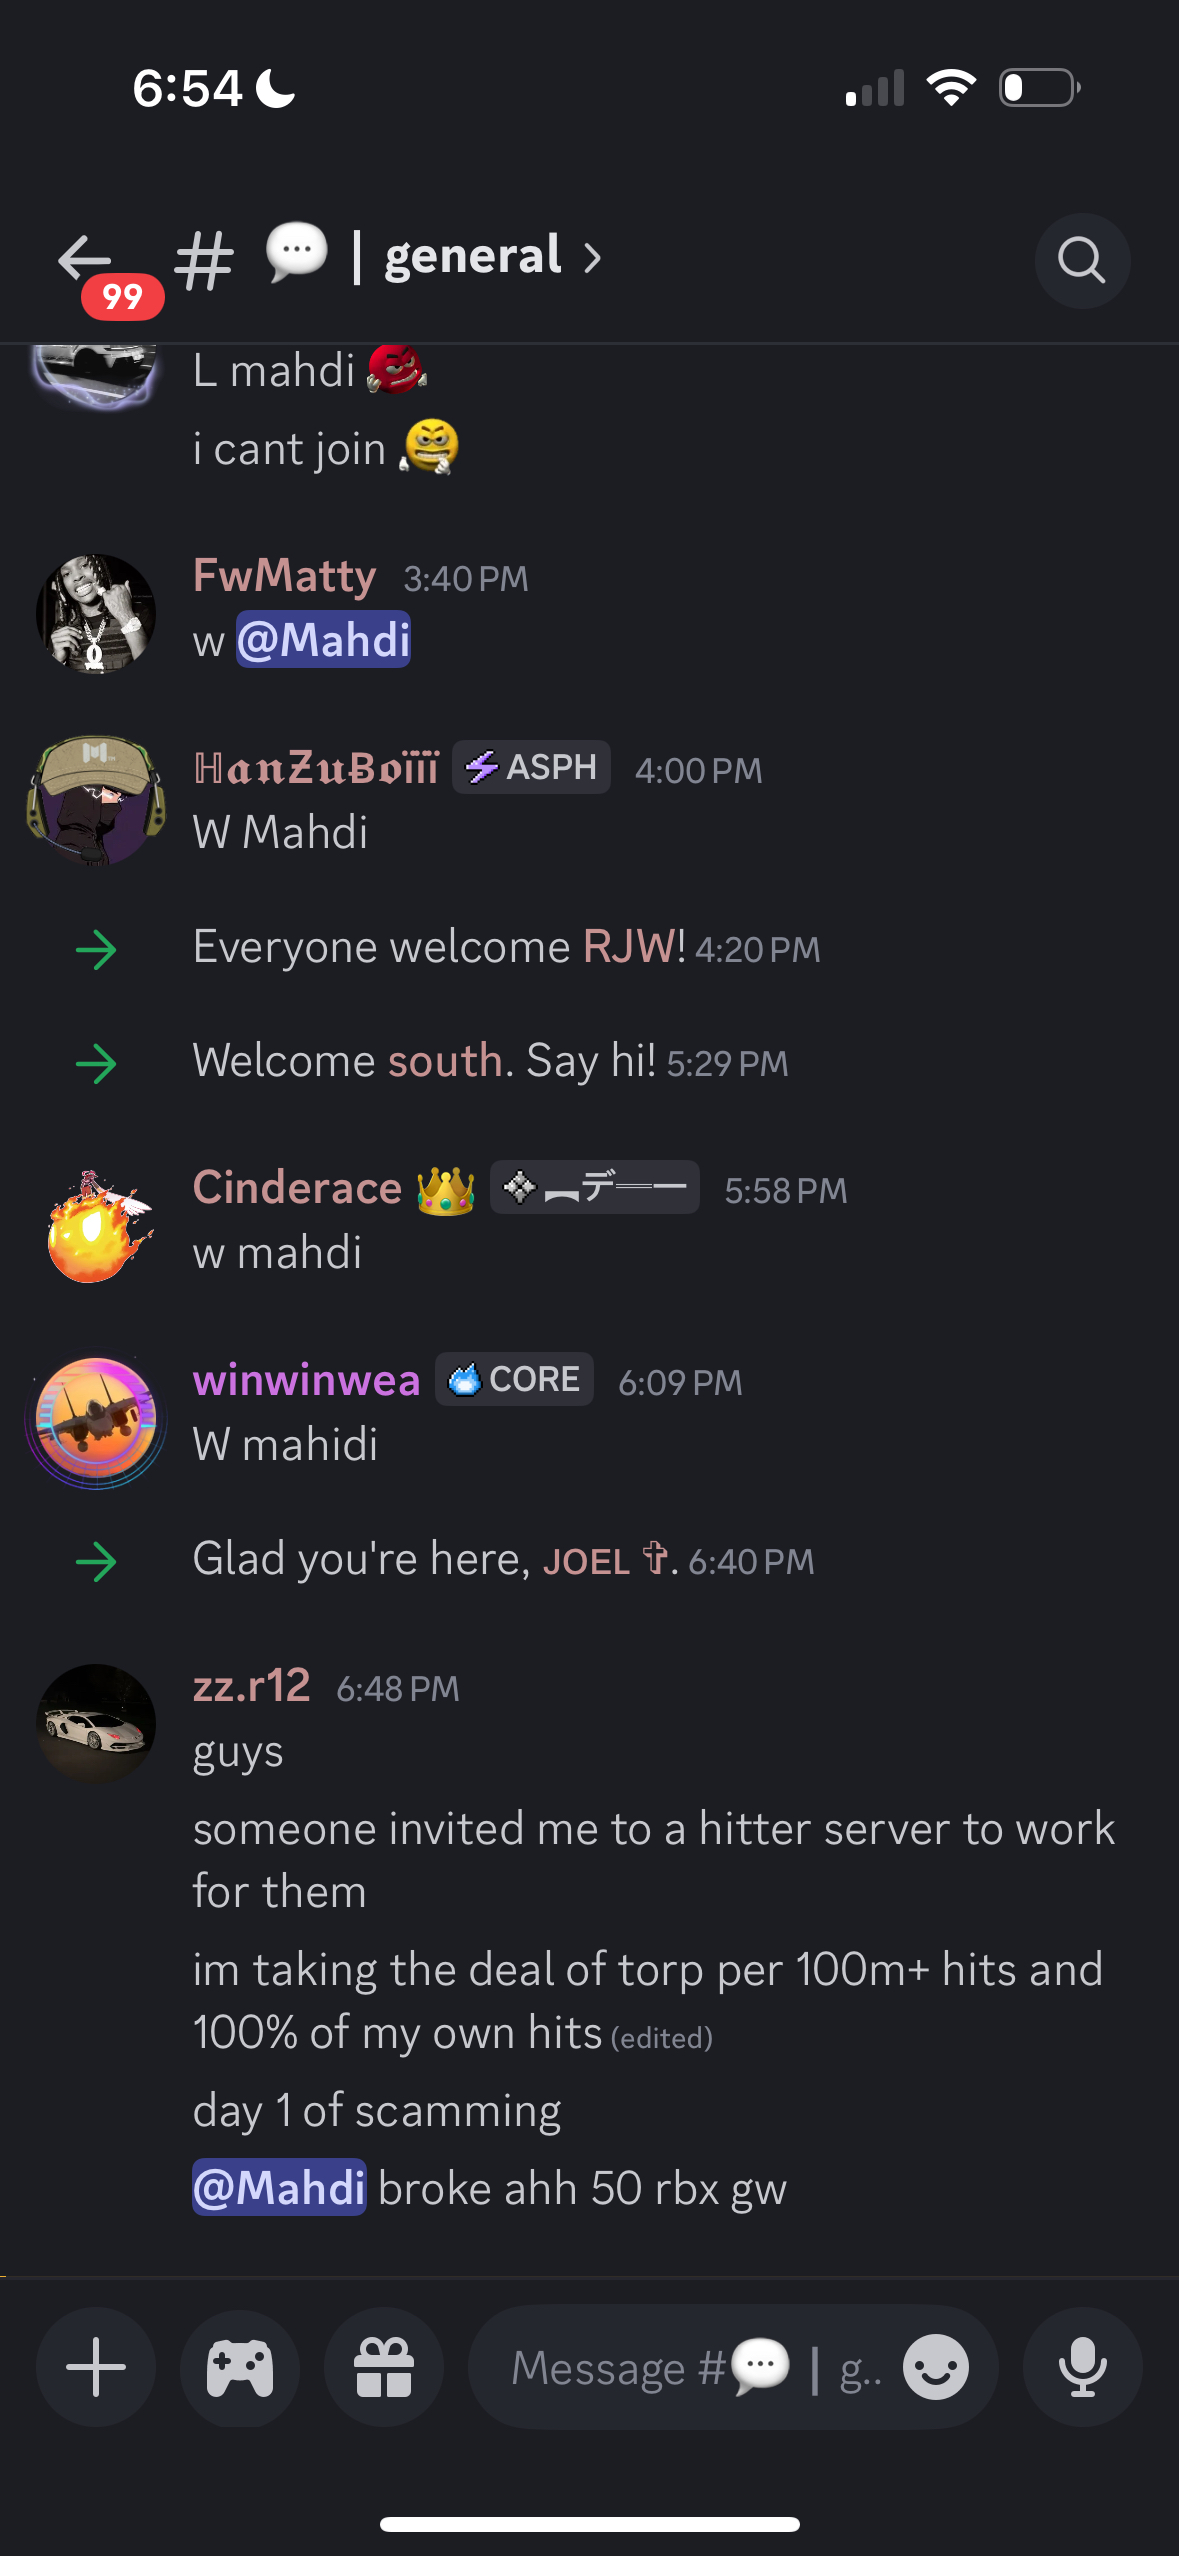 6:54
99
# 💬 | general
L mahdi
i cant join
FwMatty 3:40 PM
w @Mahdi
ℍ𝖆𝖓ƵuɃ𝖔ïïï ASPH 4:00 PM
W Mahdi
Everyone welcome RJW! 4:20 PM
Welcome south. Say hi! 5:29 PM
Cinderace 👑 ︻デ═一 5:58 PM
w mahdi
winwinwea CORE 6:09 PM
W mahidi
Glad you're here, ᴊᴏᴇʟ ✞. 6:40 PM
zz.r12 6:48 PM
guys
someone invited me to a hitter server to work
for them
im taking the deal of torp per 100m+ hits and
100% of my own hits (edited)
day 1 of scamming
@Mahdi broke ahh 50 rbx gw
Message #💬 | g..